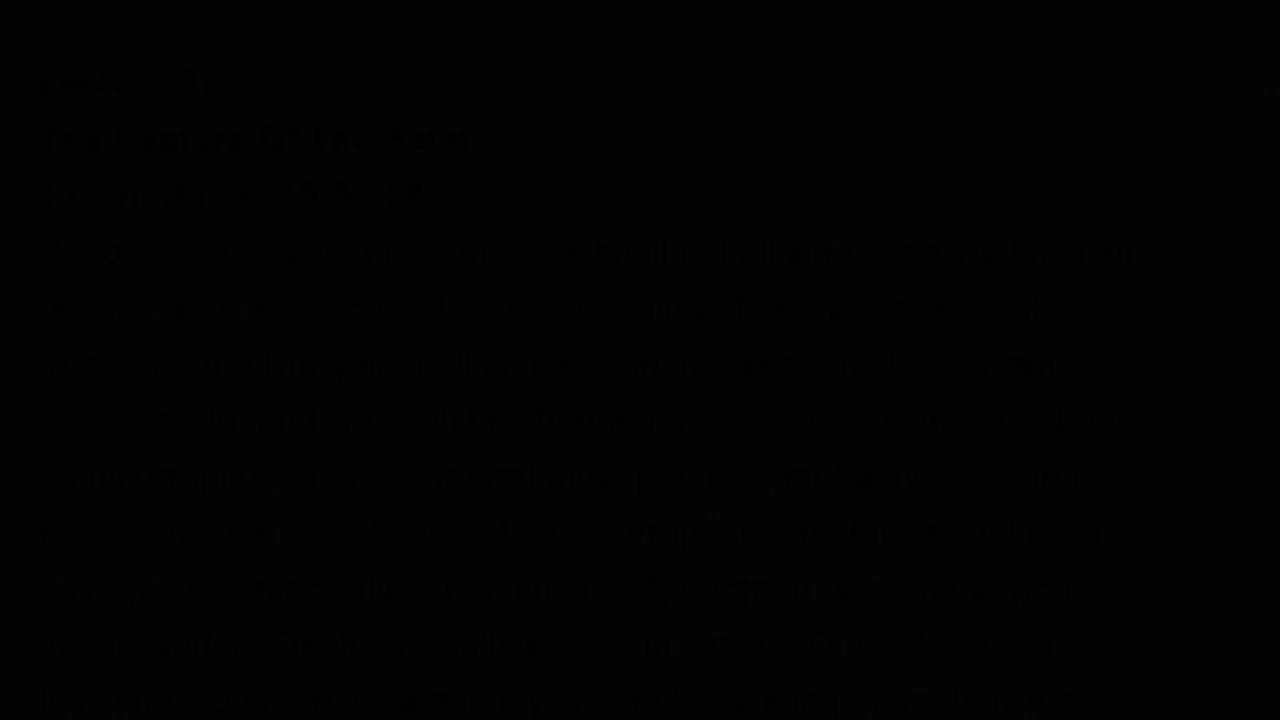 Lecture 32
The Rapture Of The Saints
1 Corinthians 15:51-58
Behold, I show you a mystery. We shall not all sleep, but we shall all
be changed, in a moment, in the twinkling of an eye, at the last
trump, for the trumpet shall sound, and the dead shall be raised
incorruptible, and we shall be changed. For this corruptible must put
on incorruption, and this mortal must put on immortality. So when
this corruptible shall have put on incorruption, and this mortal shall
have put on immortality, then shall be brought to pass the saying
that is written, Death is swallowed up in victory. O death, where is
thy sting? O grave, where is thy victory? The sting of death is sin